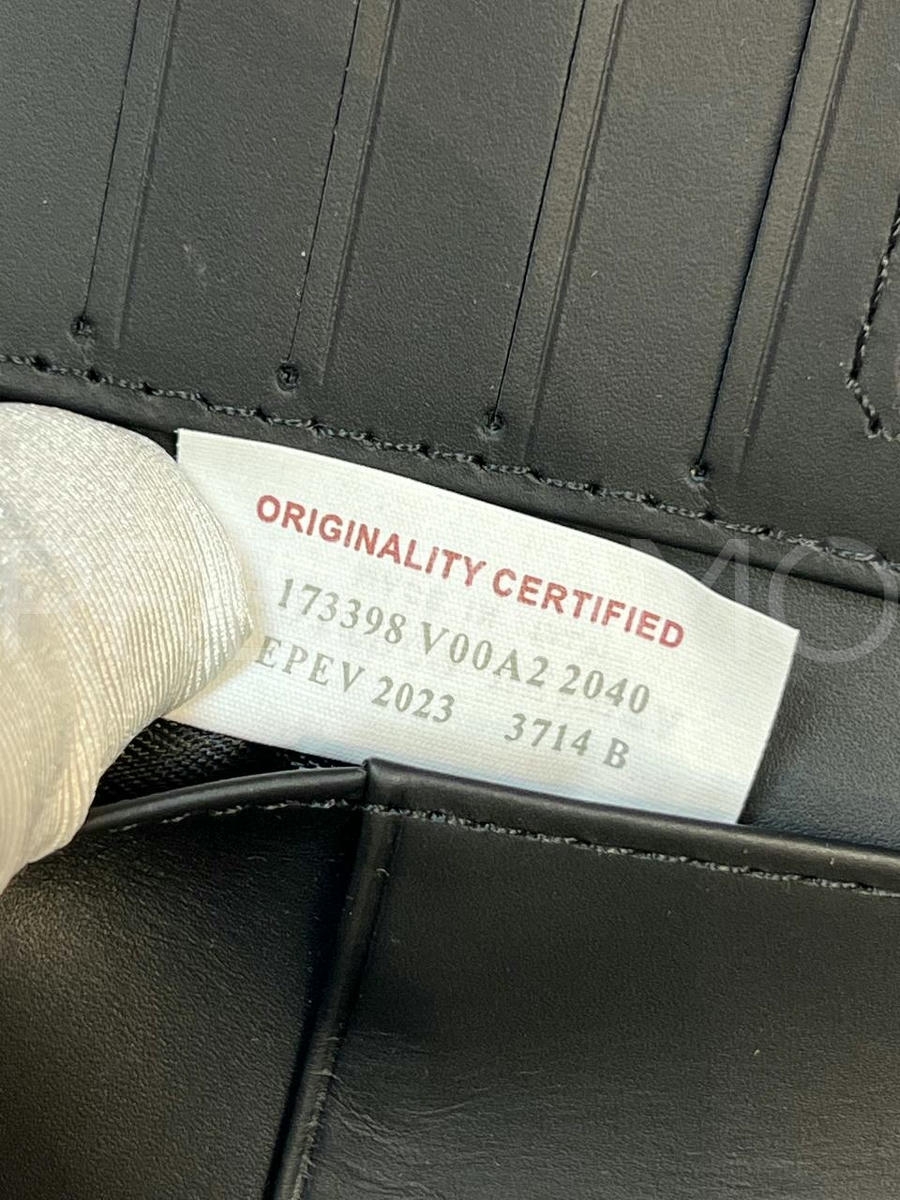 ORIGINALITY CERTIFIED
173398 V00A2 2040
EPEV 2023 3714 B